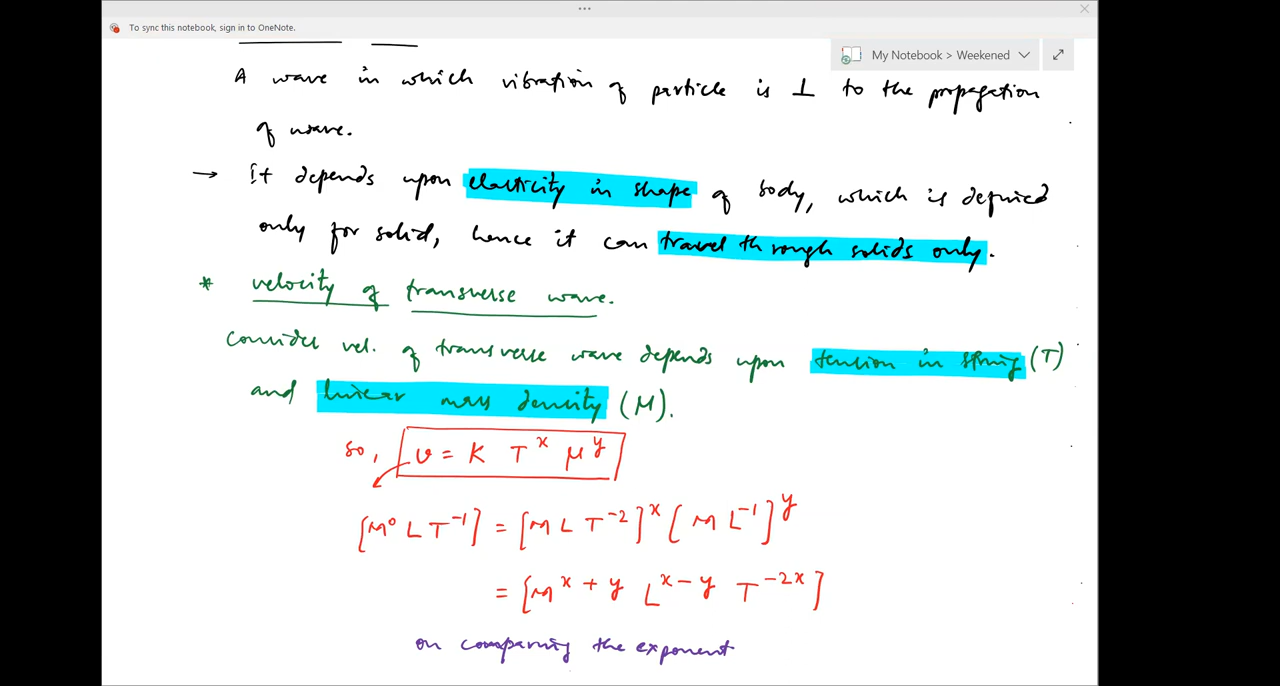 To sync this notebook, sign in to OneNote.
My Notebook > Weekened
A wave in which vibration of particle is ⊥ to the propagation
of wave.
→ It depends upon elasticity in shape of body, which is defined
only for solid, hence it can travel through solids only.
* velocity of transverse wave.
Consider vel. of transverse wave depends upon tension in string (T)
and linear mass density (μ).
so, v = K T^x μ^y
[M^0 L T^-1] = [M L T^-2]^x [M L^-1]^y
= [M^x+y L^x-y T^-2x]
on comparing the exponent